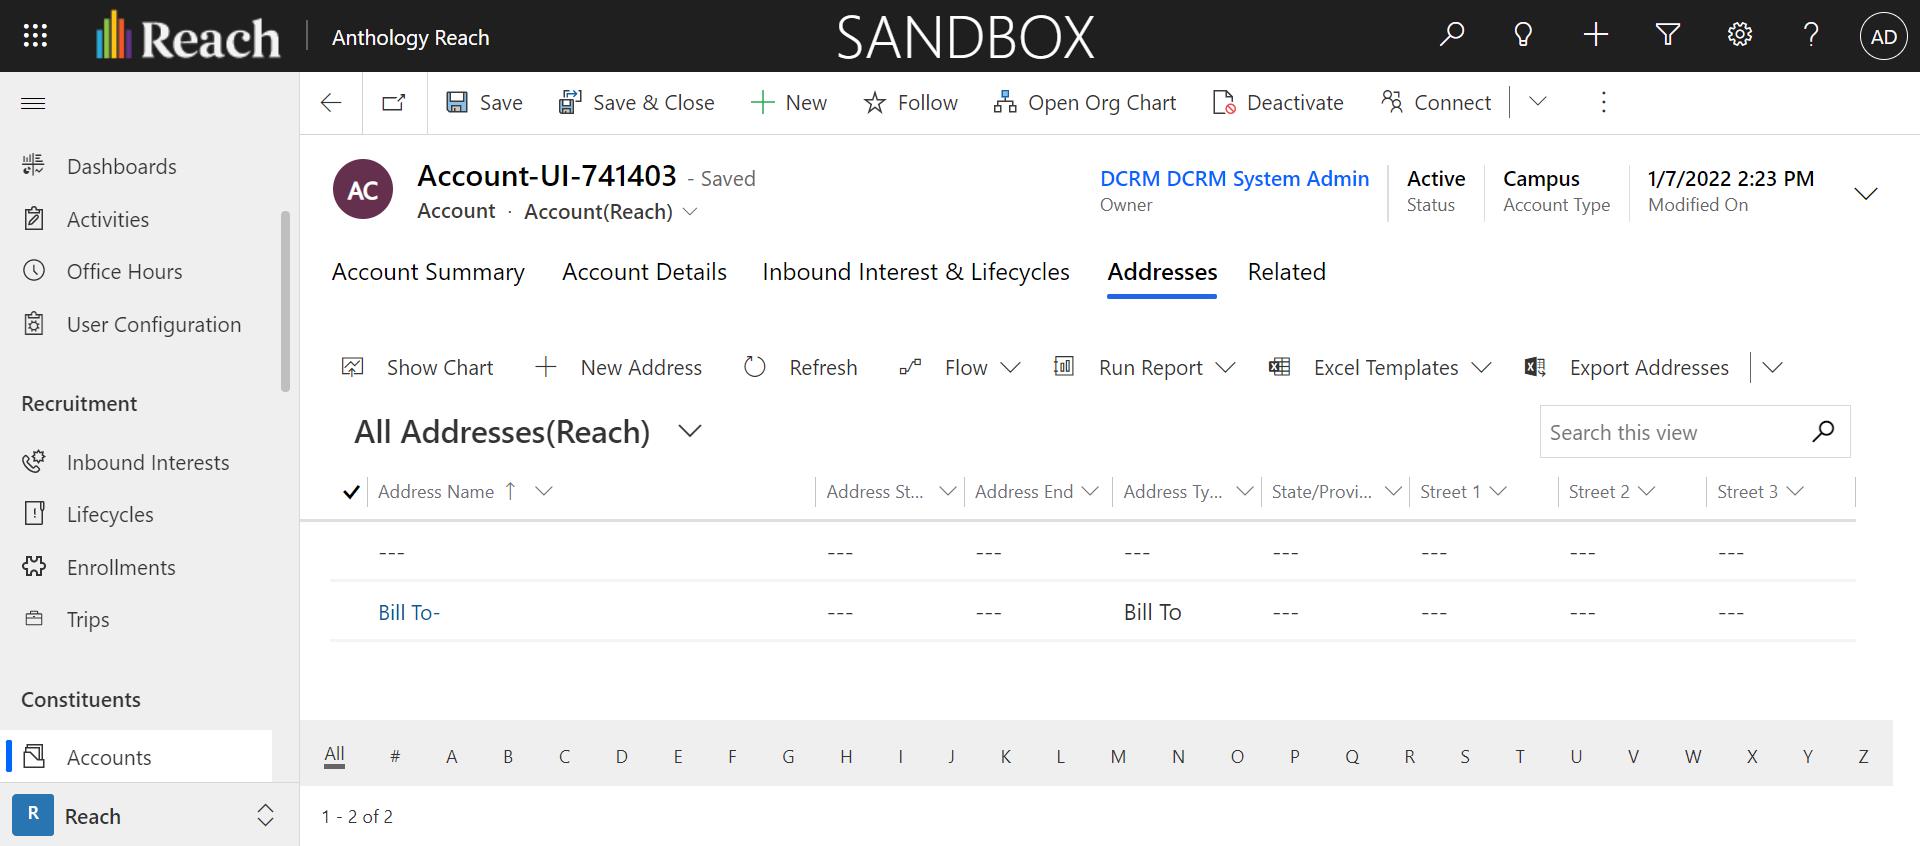 Reach Anthology Reach SANDBOX ? AD
Save Save & Close New Follow Open Org Chart Deactivate Connect
Dashboards
Activities
Office Hours
User Configuration
Recruitment
Inbound Interests
Lifecycles
Enrollments
Trips
Constituents
Accounts
R Reach
AC
Account-UI-741403 - Saved
Account · Account(Reach)
DCRM DCRM System Admin
Owner
Active
Status
Campus
Account Type
1/7/2022 2:23 PM
Modified On
Account Summary Account Details Inbound Interest & Lifecycles Addresses Related
Show Chart New Address Refresh Flow Run Report Excel Templates Export Addresses
All Addresses(Reach)
Search this view
Address Name ↑ Address St... Address End Address Ty... State/Provi... Street 1 Street 2 Street 3
--- --- --- --- --- --- --- ---
Bill To- --- --- Bill To --- --- --- ---
All # A B C D E F G H I J K L M N O P Q R S T U V W X Y Z
1 - 2 of 2